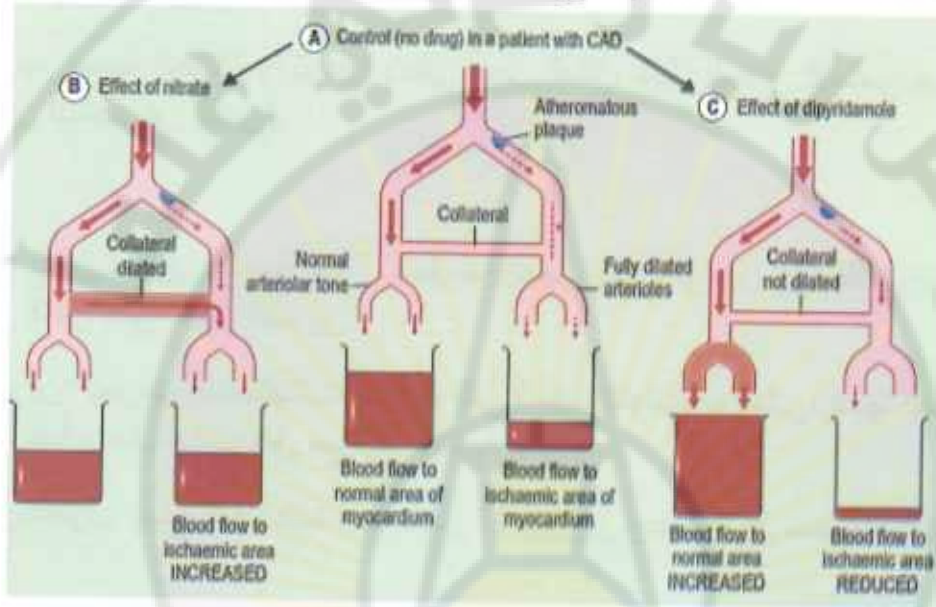 A Control (no drug) in a patient with CAD
B Effect of nitrate
C Effect of dipyridamole
Atheromatous
plaque
Collateral
dilated
Collateral
Collateral
not dilated
Normal
arteriolar tone
Fully dilated
arterioles
Blood flow to
ischaemic area
INCREASED
Blood flow to
normal area of
myocardium
Blood flow to
ischaemic area of
myocardium
Blood flow to
normal area
INCREASED
Blood flow to
ischaemic area
REDUCED